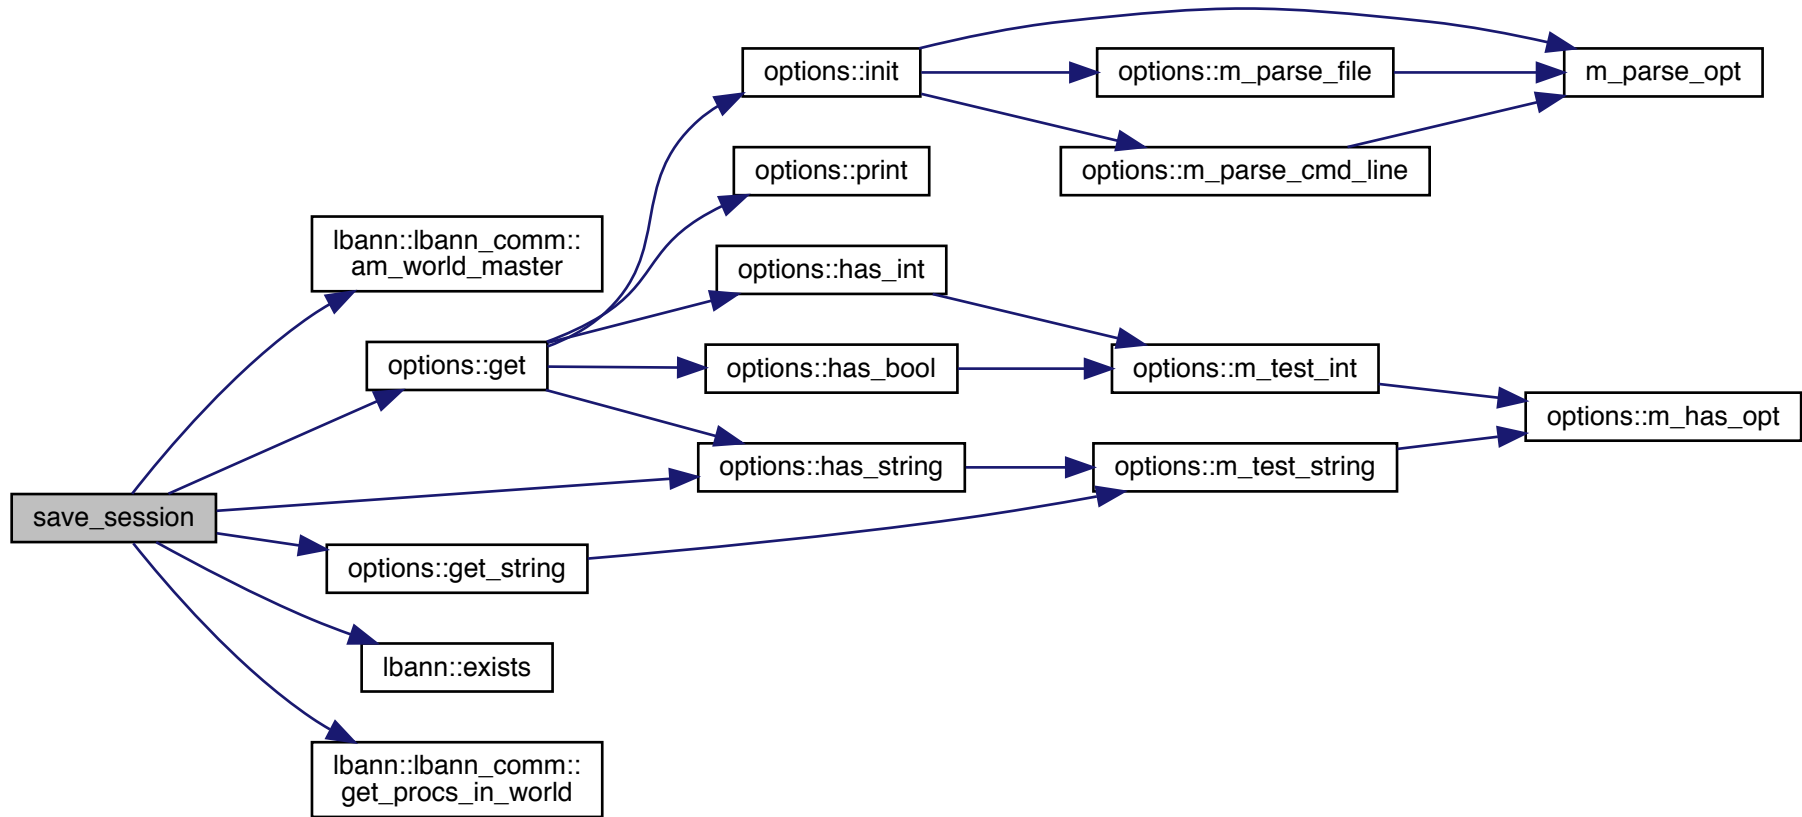 options::init
options::m_parse_file
m_parse_opt
options::print
options::m_parse_cmd_line
lbann::lbann_comm::
am_world_master
options::has_int
options::get
options::has_bool
options::m_test_int
options::m_has_opt
options::has_string
options::m_test_string
save_session
options::get_string
lbann::exists
lbann::lbann_comm::
get_procs_in_world